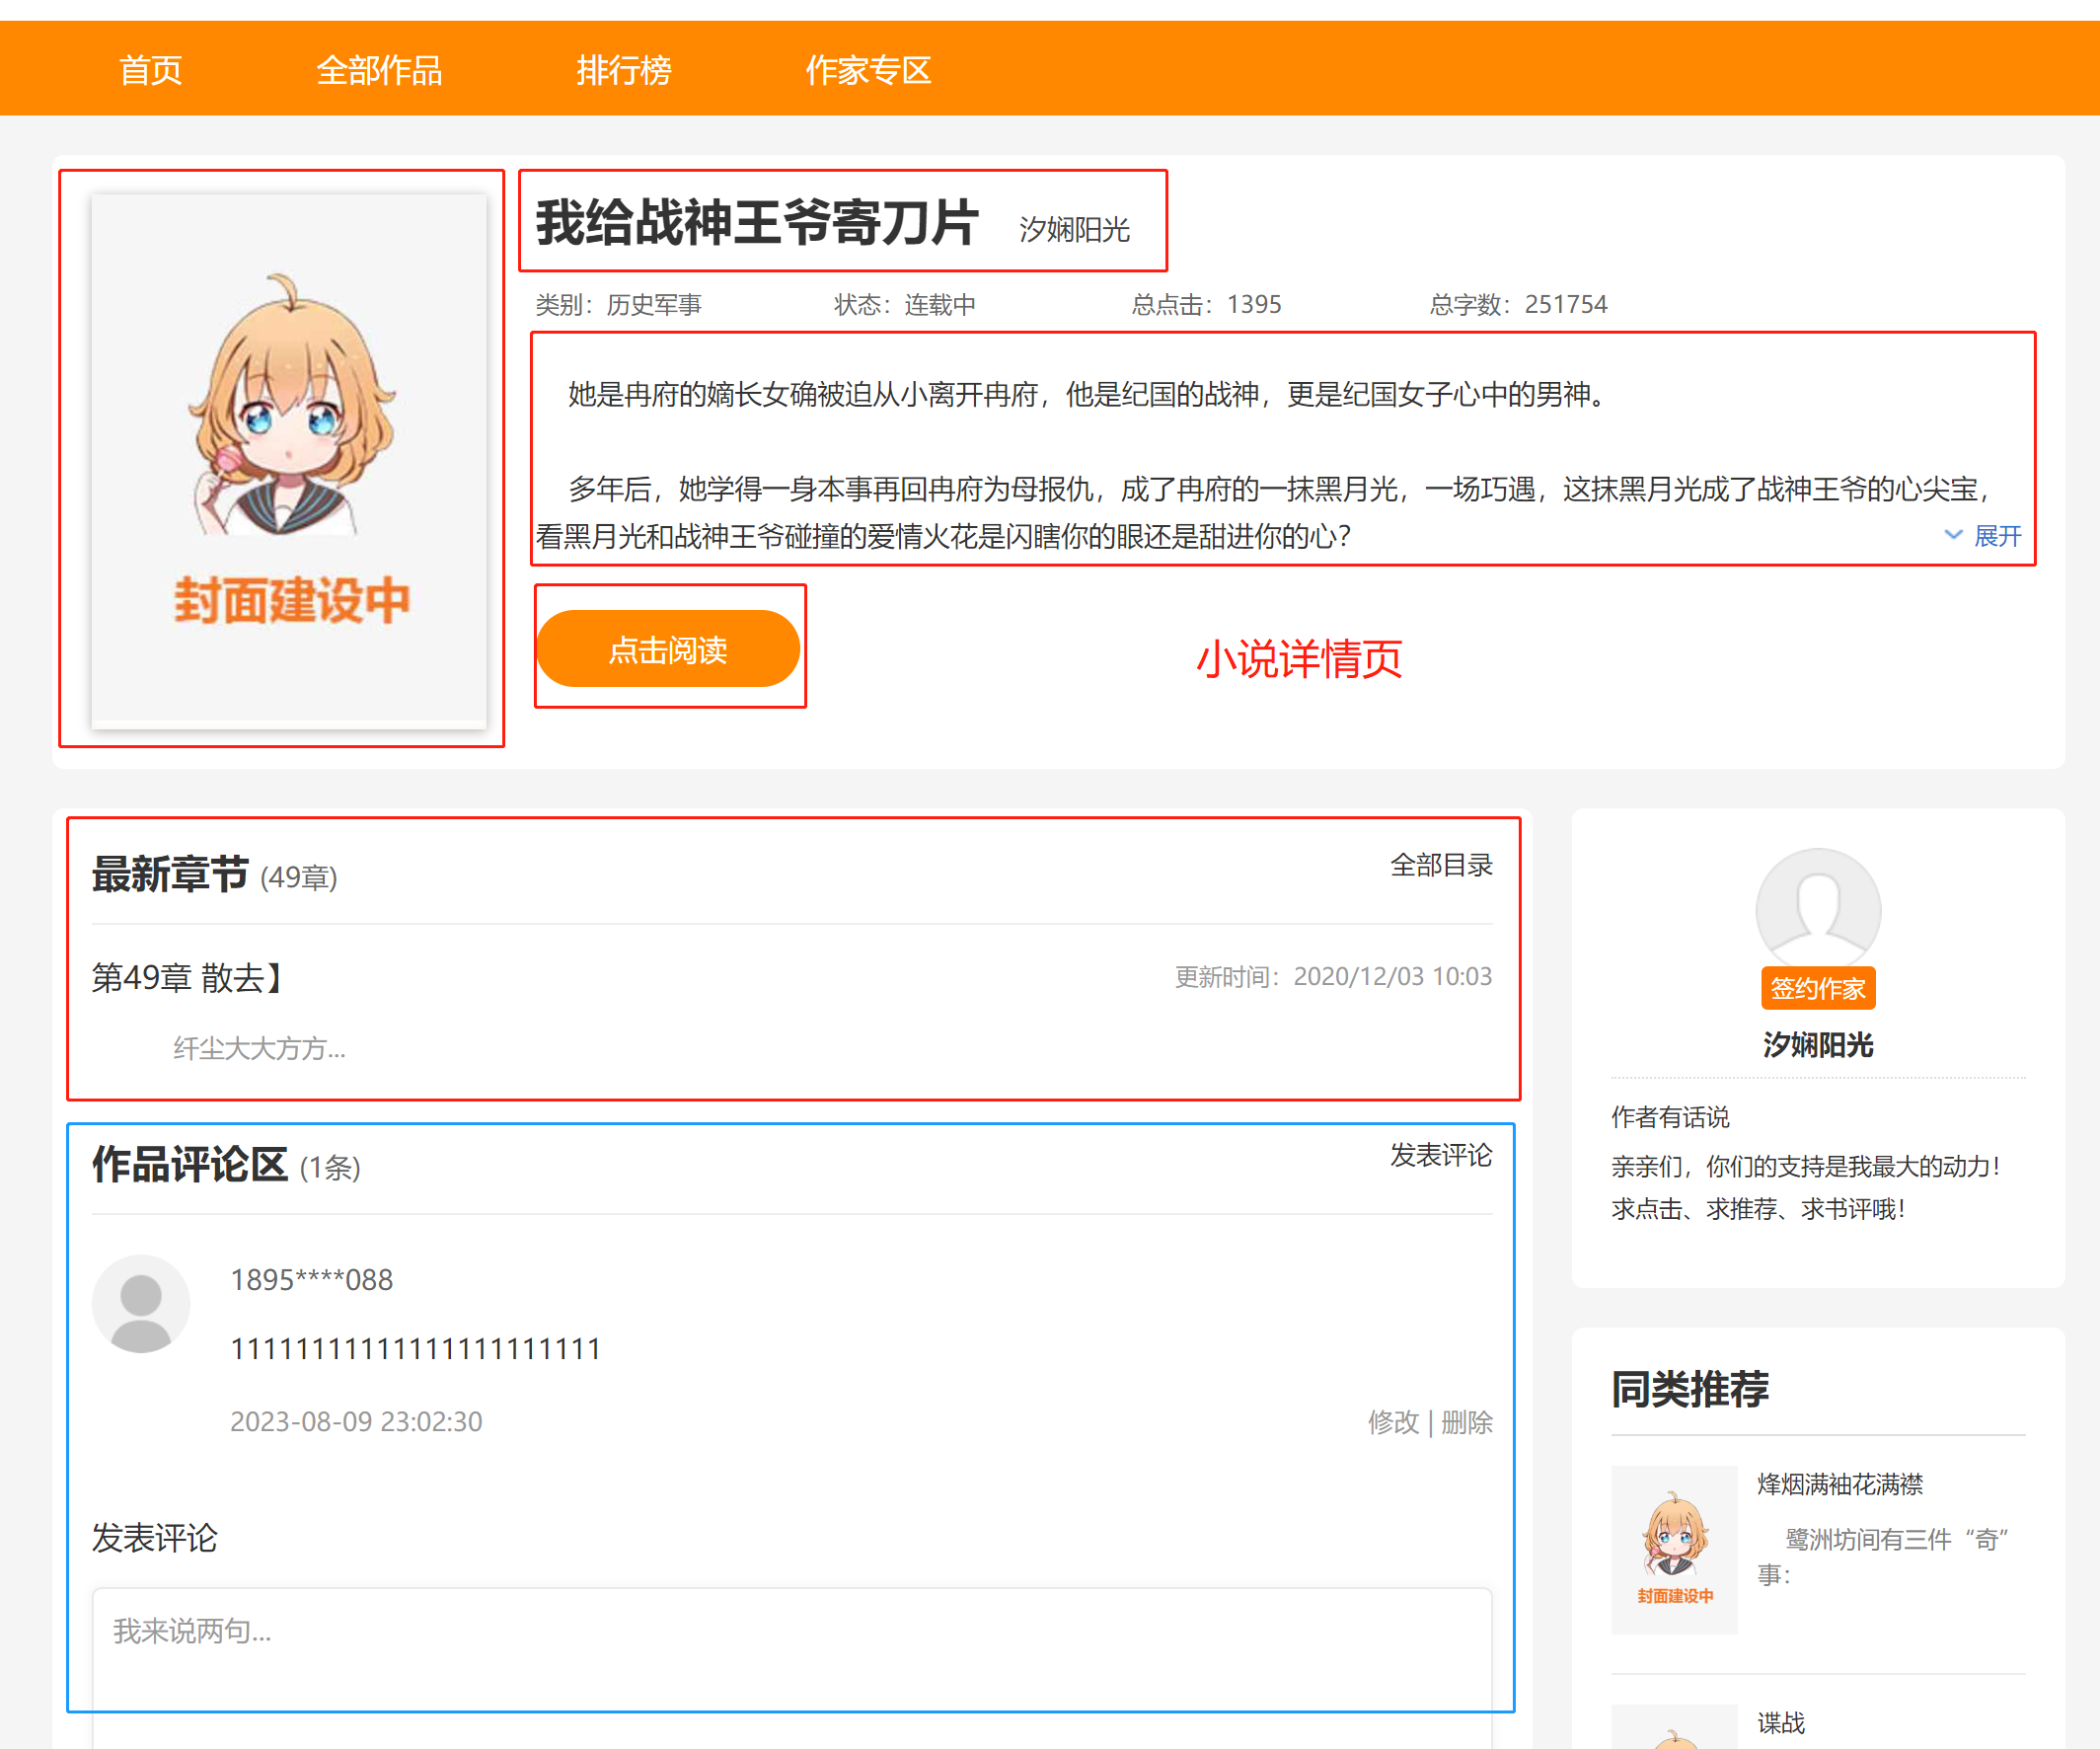 首页 全部作品 排行榜 作家专区
封面建设中
我给战神王爷寄刀片 汐娴阳光
类别：历史军事 状态：连载中 总点击：1395 总字数：251754
她是冉府的嫡长女确被迫从小离开冉府，他是纪国的战神，更是纪国女子心中的男神。
多年后，她学得一身本事再回冉府为母报仇，成了冉府的一抹黑月光，一场巧遇，这抹黑月光成了战神王爷的心尖宝，
看黑月光和战神王爷碰撞的爱情火花是闪瞎你的眼还是甜进你的心？
展开
点击阅读
小说详情页
最新章节 (49章) 全部目录
第49章 散去】 更新时间：2020/12/03 10:03
纤尘大大方方...
作品评论区 (1条) 发表评论
1895****088
11111111111111111111111
2023-08-09 23:02:30 修改 | 删除
发表评论
我来说两句...
签约作家
汐娴阳光
作者有话说
亲亲们，你们的支持是我最大的动力！
求点击、求推荐、求书评哦！
同类推荐
封面建设中
烽烟满袖花满襟
鹭洲坊间有三件“奇”
事：
谍战